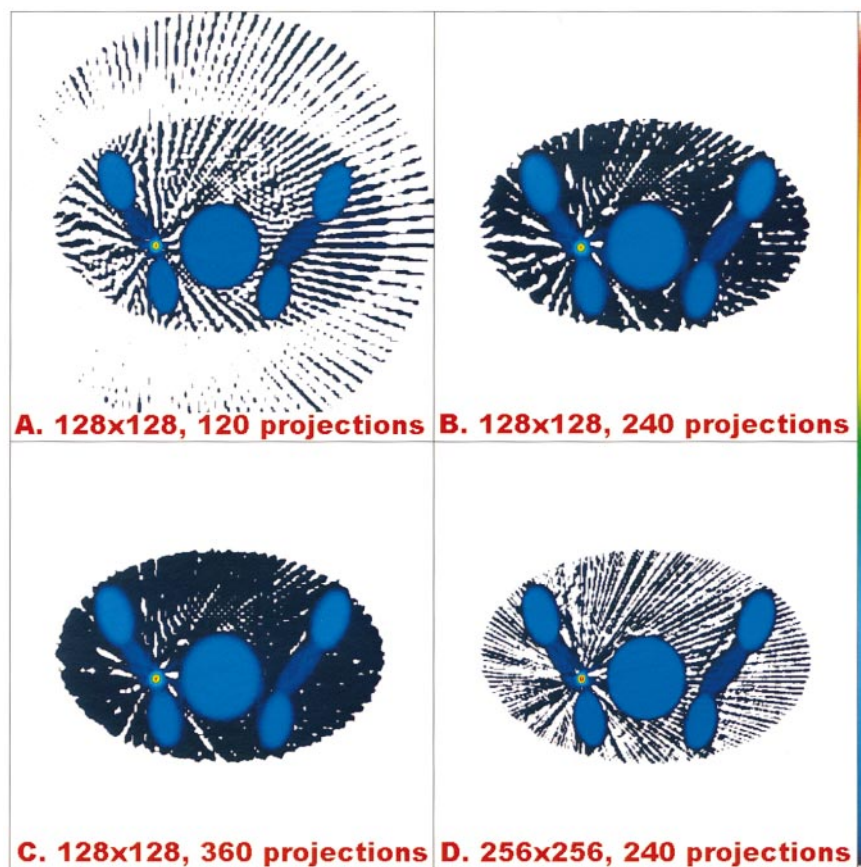 A. 128x128, 120 projections
B. 128x128, 240 projections
C. 128x128, 360 projections
D. 256x256, 240 projections